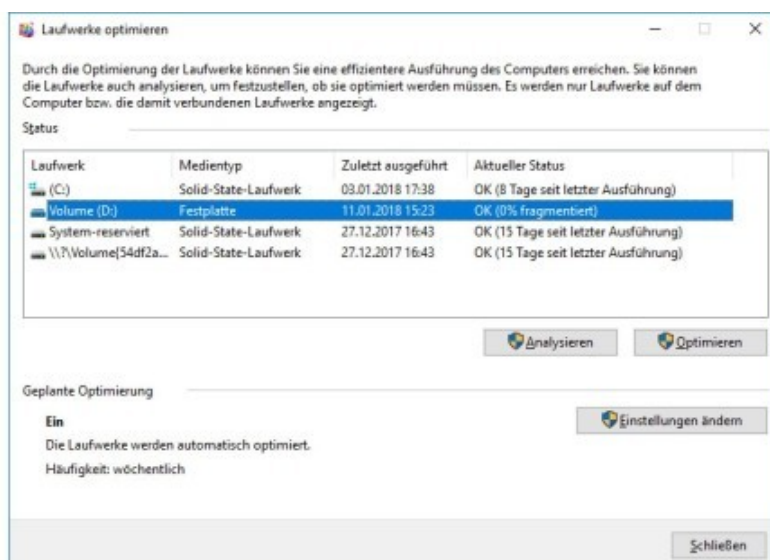 Laufwerke optimieren
Durch die Optimierung der Laufwerke können Sie eine effizientere Ausführung des Computers erreichen. Sie können
die Laufwerke auch analysieren, um festzustellen, ob sie optimiert werden müssen. Es werden nur Laufwerke auf dem
Computer bzw. die damit verbundenen Laufwerke angezeigt.
Status
Laufwerk Medientyp Zuletzt ausgeführt Aktueller Status
(C:) Solid-State-Laufwerk 03.01.2018 17:38 OK (8 Tage seit letzter Ausführung)
Volume (D:) Festplatte 11.01.2018 15:23 OK (0% fragmentiert)
System-reserviert Solid-State-Laufwerk 27.12.2017 16:43 OK (15 Tage seit letzter Ausführung)
\\?\Volume{54df2a... Solid-State-Laufwerk 27.12.2017 16:43 OK (15 Tage seit letzter Ausführung)
Analysieren Optimieren
Geplante Optimierung
Ein Einstellungen ändern
Die Laufwerke werden automatisch optimiert.
Häufigkeit: wöchentlich
Schließen